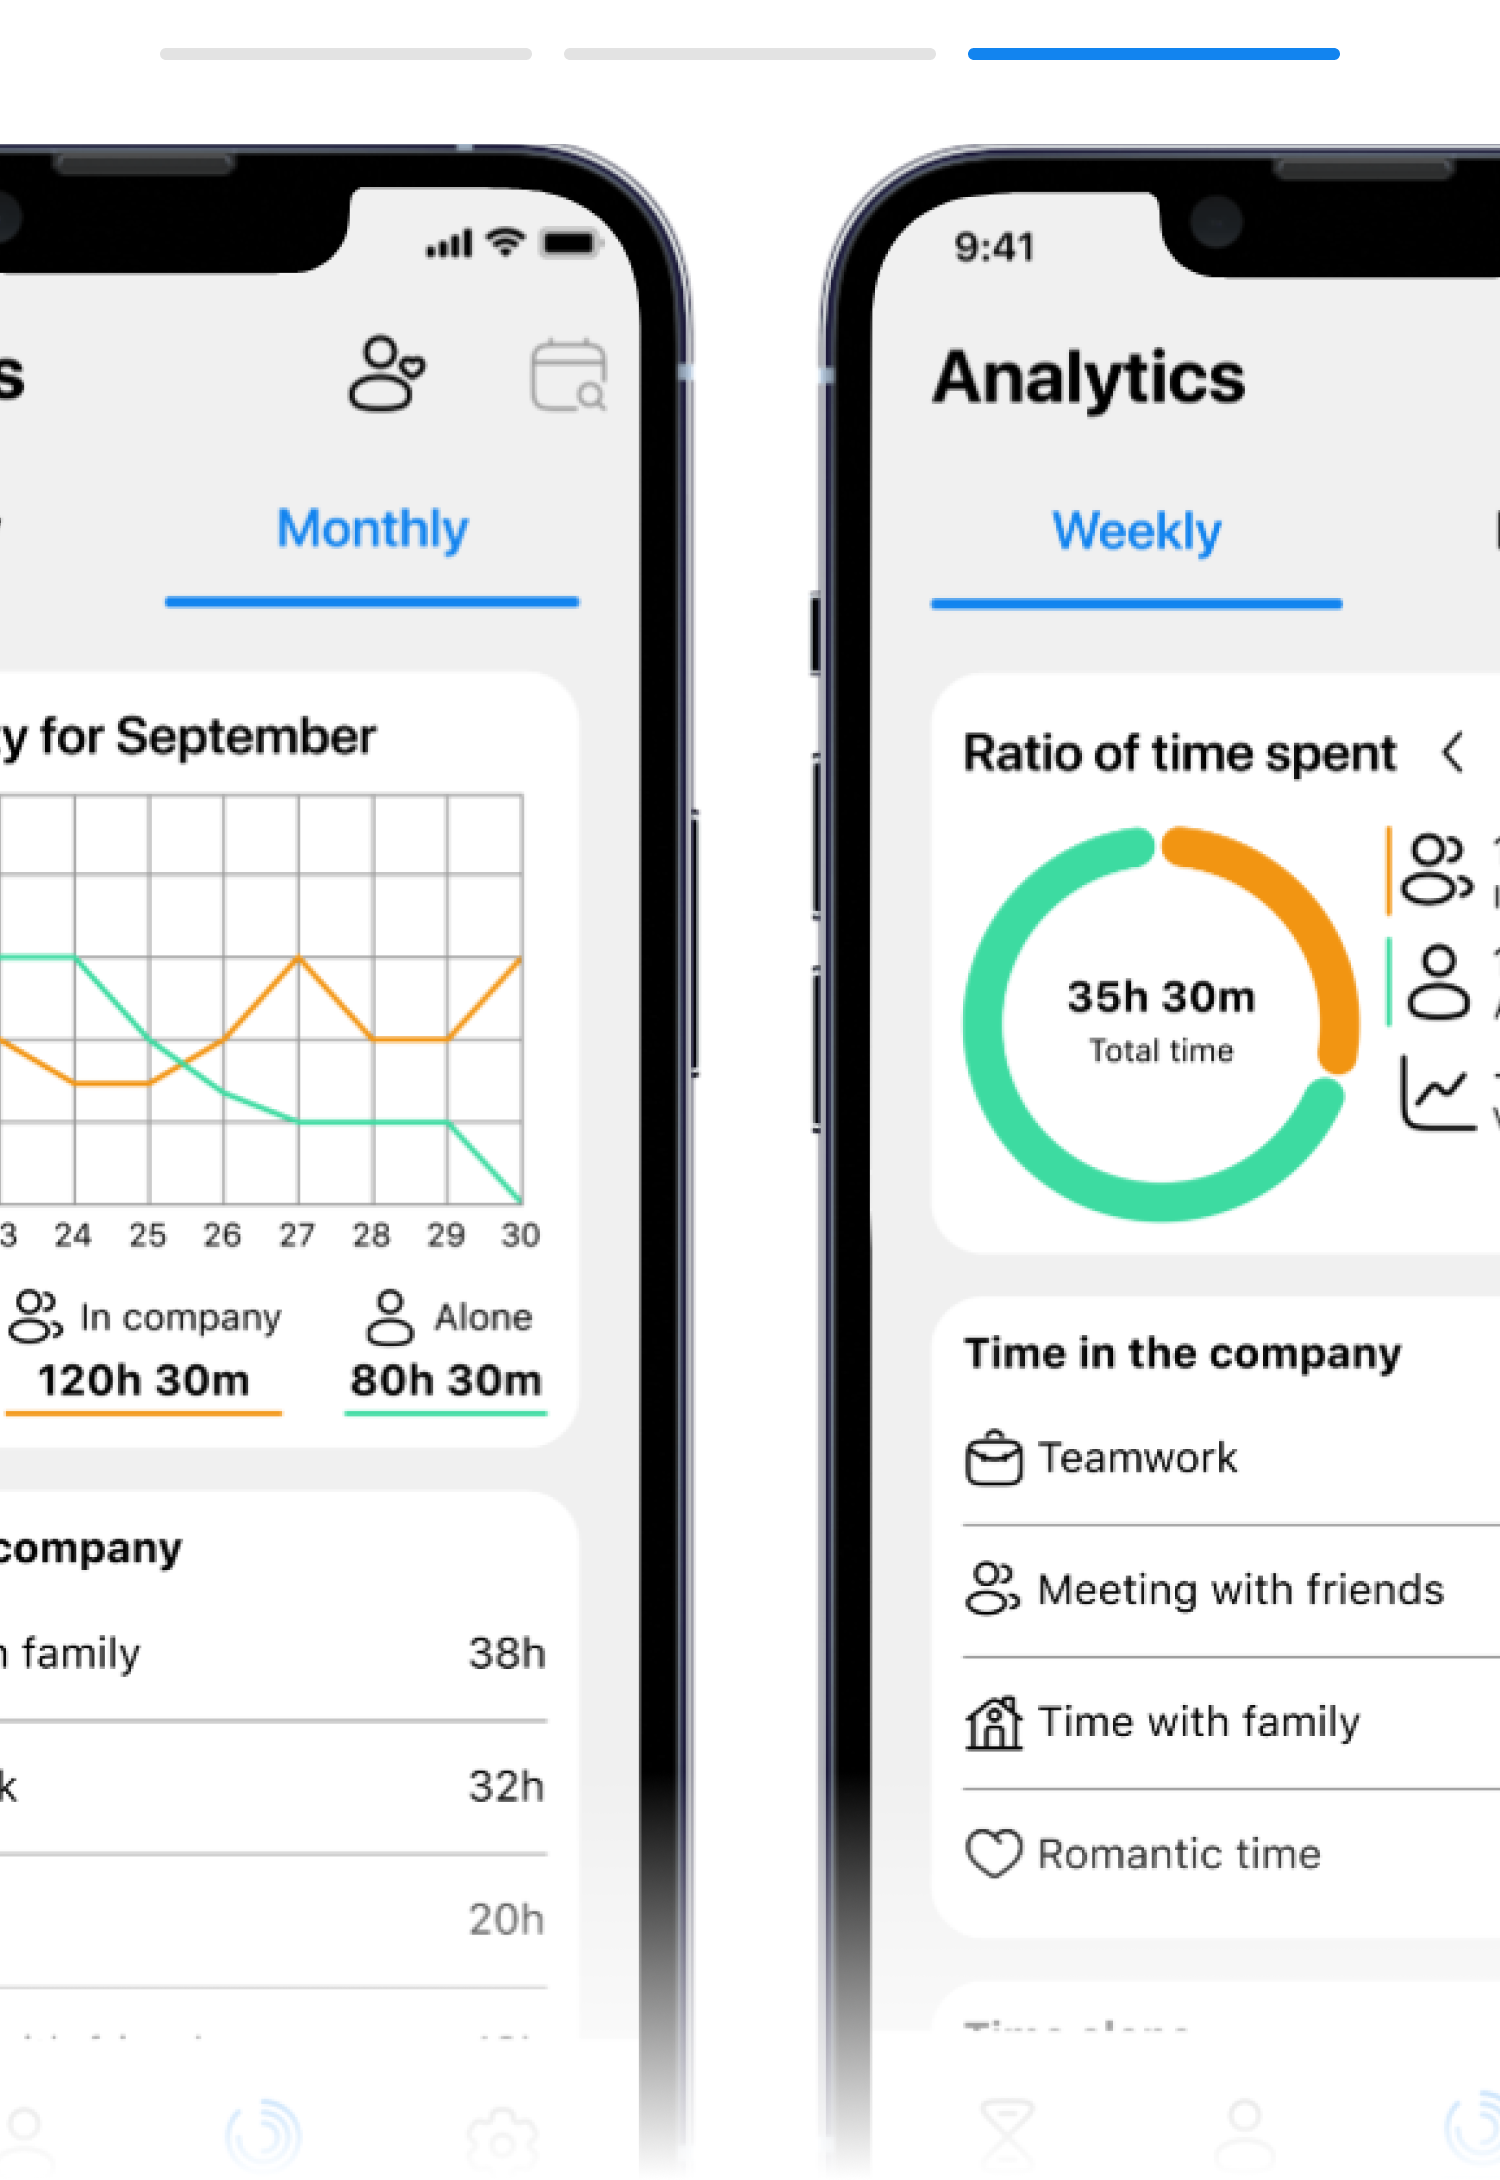 s
Monthly
y for September
3 24 25 26 27 28 29 30
In company
120h 30m
Alone
80h 30m
company
family
38h
k
32h
20h
9:41
Analytics
Weekly
Ratio of time spent
35h 30m
Total time
Time in the company
Teamwork
Meeting with friends
Time with family
Romantic time